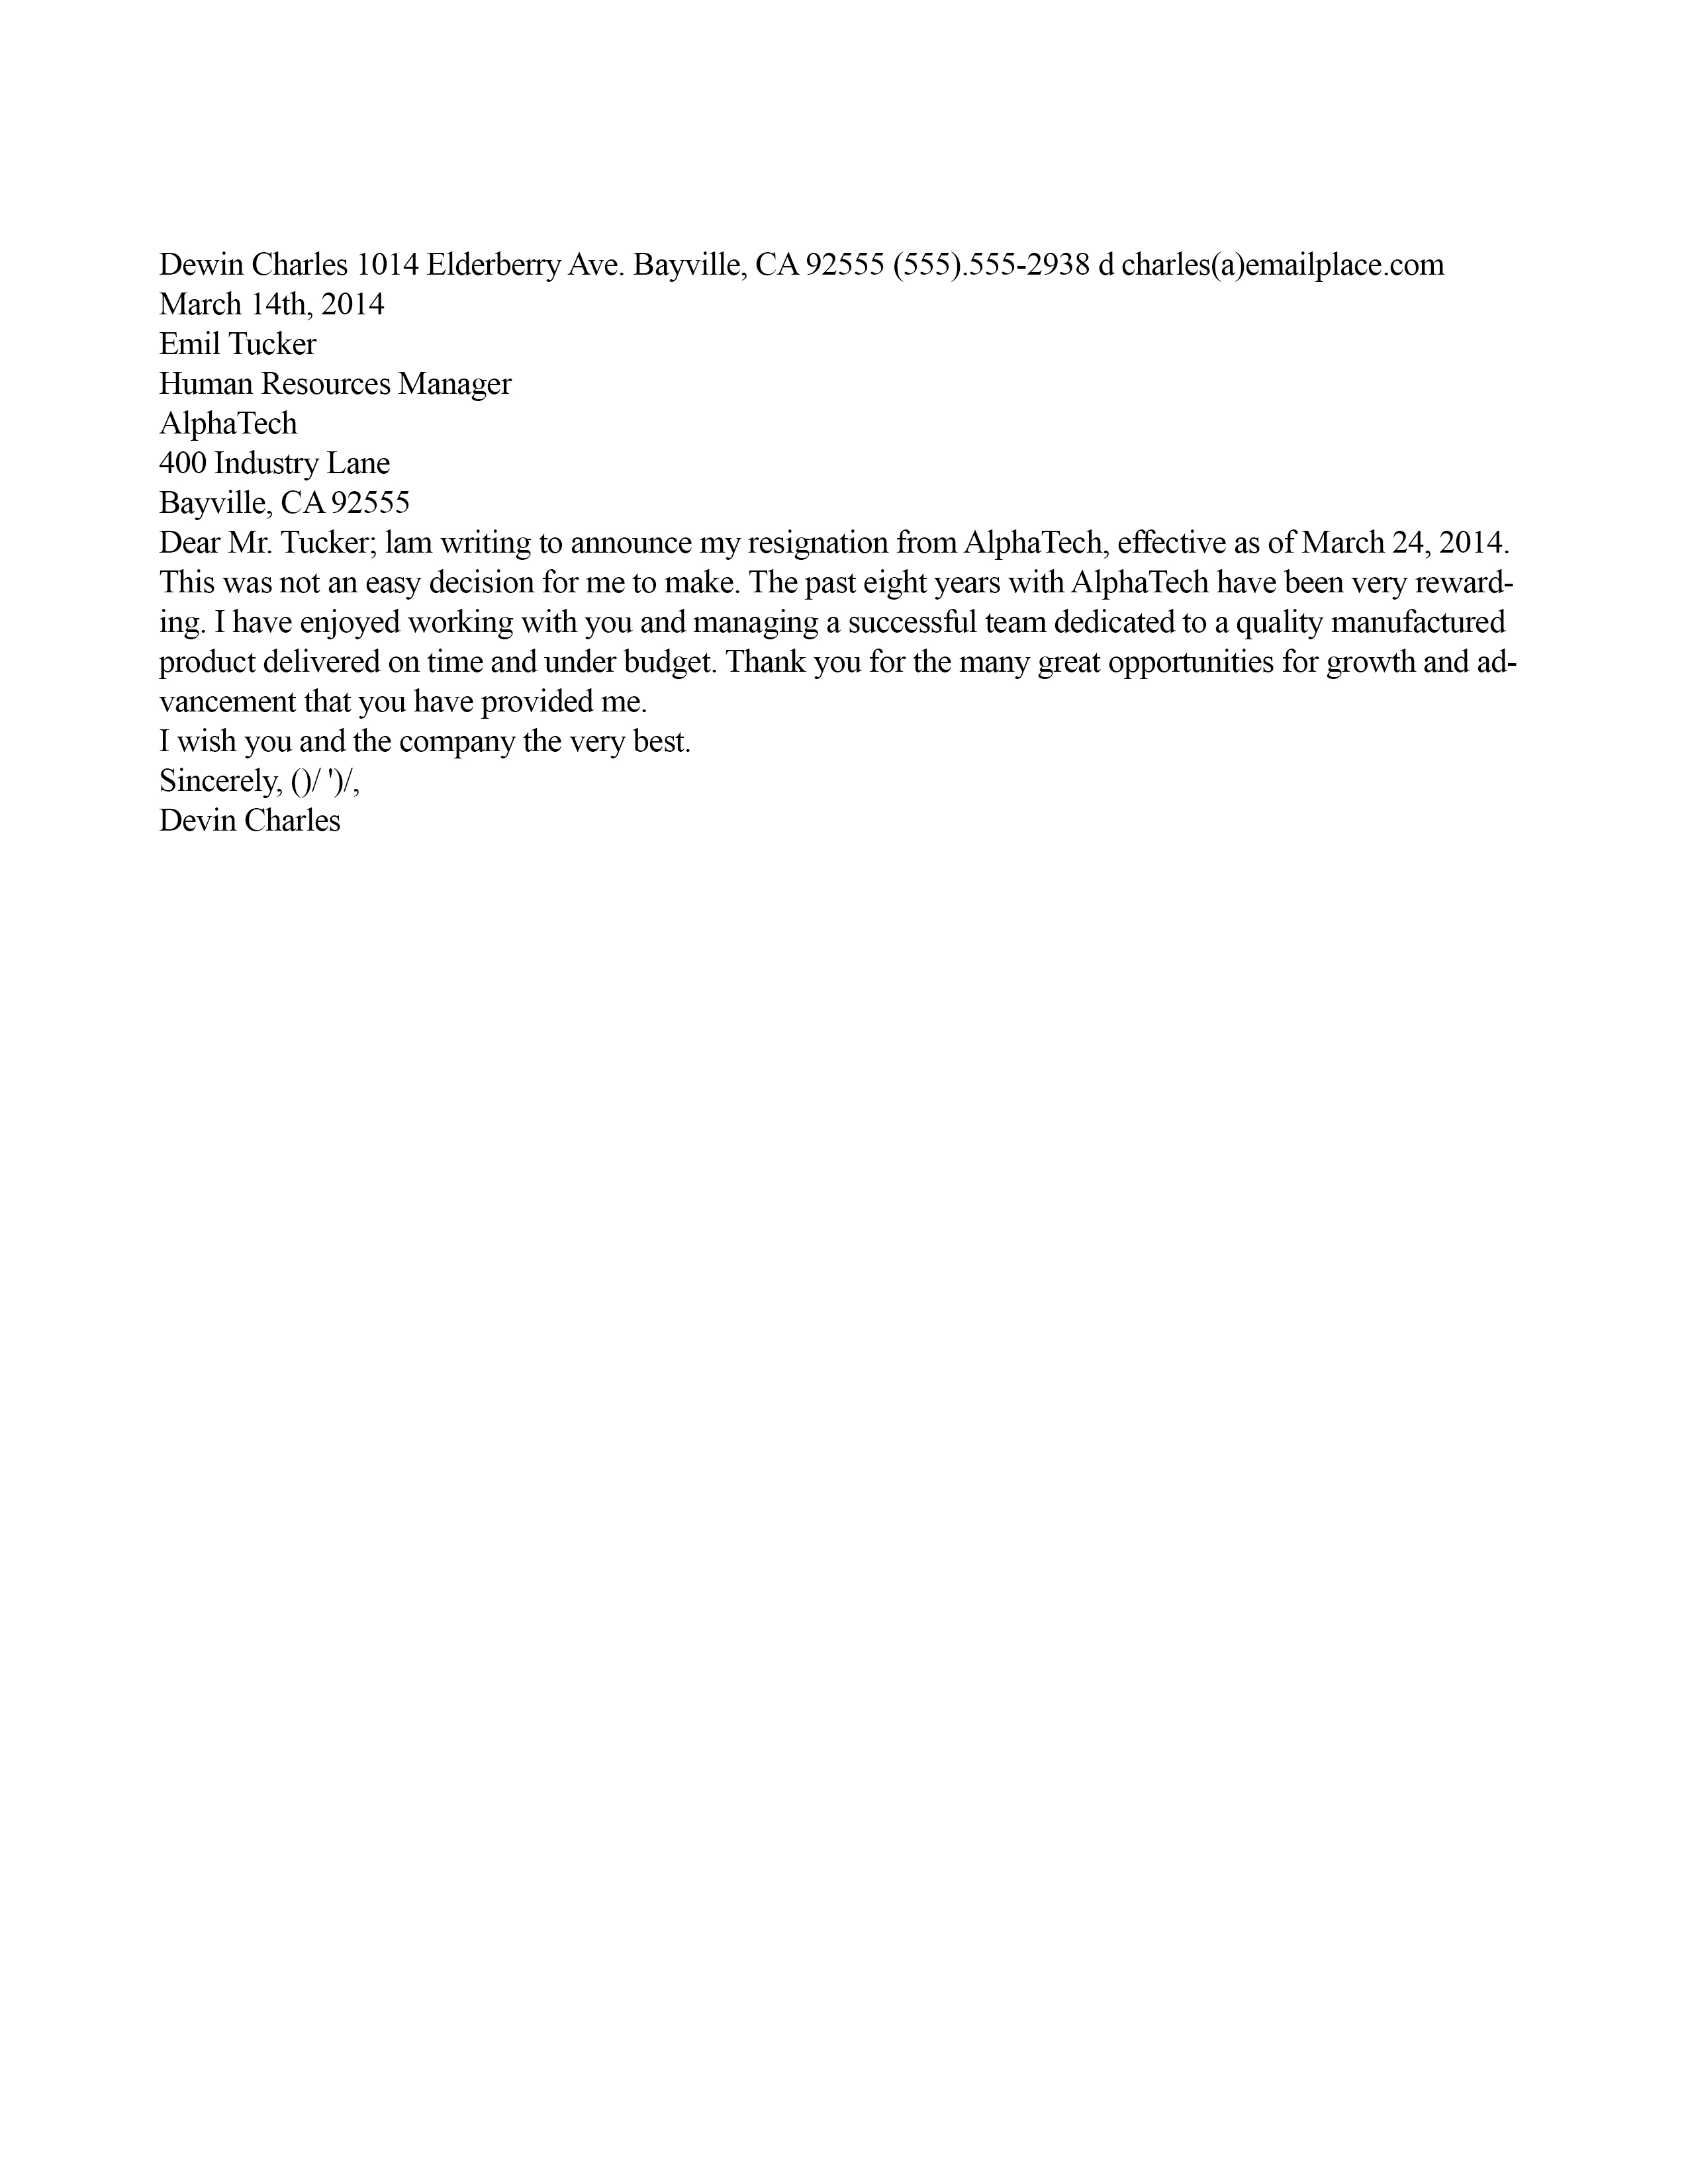 Dewin Charles 1014 Elderberry Ave. Bayville, CA 92555 (555).555-2938 d charles(a)emailplace.com
March 14th, 2014
Emil Tucker
Human Resources Manager
AlphaTech
400 Industry Lane
Bayville, CA 92555
Dear Mr. Tucker; lam writing to announce my resignation from AlphaTech, effective as of March 24, 2014.
This was not an easy decision for me to make. The past eight years with AlphaTech have been very reward-
ing. I have enjoyed working with you and managing a successful team dedicated to a quality manufactured
product delivered on time and under budget. Thank you for the many great opportunities for growth and ad-
vancement that you have provided me.
I wish you and the company the very best.
Sincerely, ()/ ')/,
Devin Charles